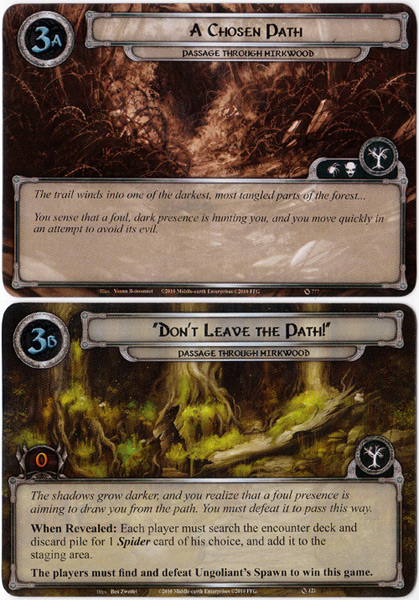 3A
A Chosen Path
Passage Through Mirkwood
The trail winds into one of the darkest, most tangled parts of the forest...
You sense that a foul, dark presence is hunting you, and you move quickly in
an attempt to avoid its evil.
Illus. Yoann Boissonnet ©2010 Middle-earth Enterprises ©2010 FFG
3B
"Don't Leave the Path!"
Passage Through Mirkwood
0
The shadows grow darker, and you realize that a foul presence is
aiming to draw you from the path. You must defeat it to pass this way.
When Revealed: Each player must search the encounter deck and
discard pile for 1 Spider card of his choice, and add it to the
staging area.
The players must find and defeat Ungoliant's Spawn to win this game.
Illus. Ben Zweifel ©2010 Middle-earth Enterprises ©2010 FFG